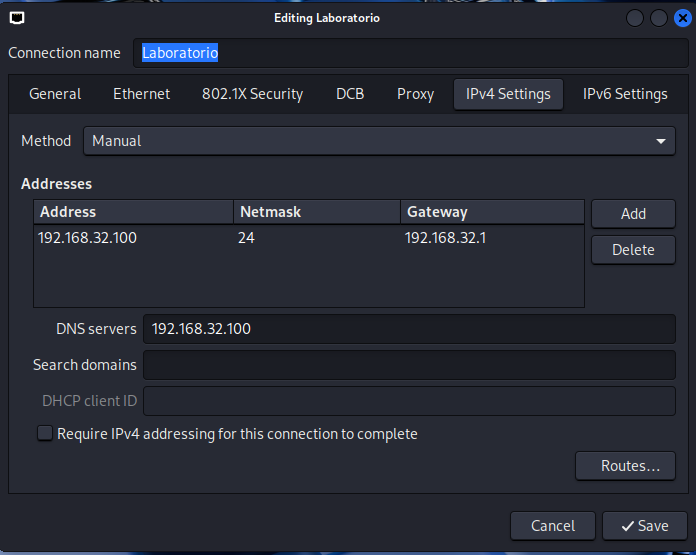 Editing Laboratorio
Connection name Laboratorio
General Ethernet 802.1X Security DCB Proxy IPv4 Settings IPv6 Settings
Method Manual
Addresses
Address Netmask Gateway
Add
192.168.32.100 24 192.168.32.1
Delete
DNS servers 192.168.32.100
Search domains
DHCP client ID
Require IPv4 addressing for this connection to complete
Routes...
Cancel Save